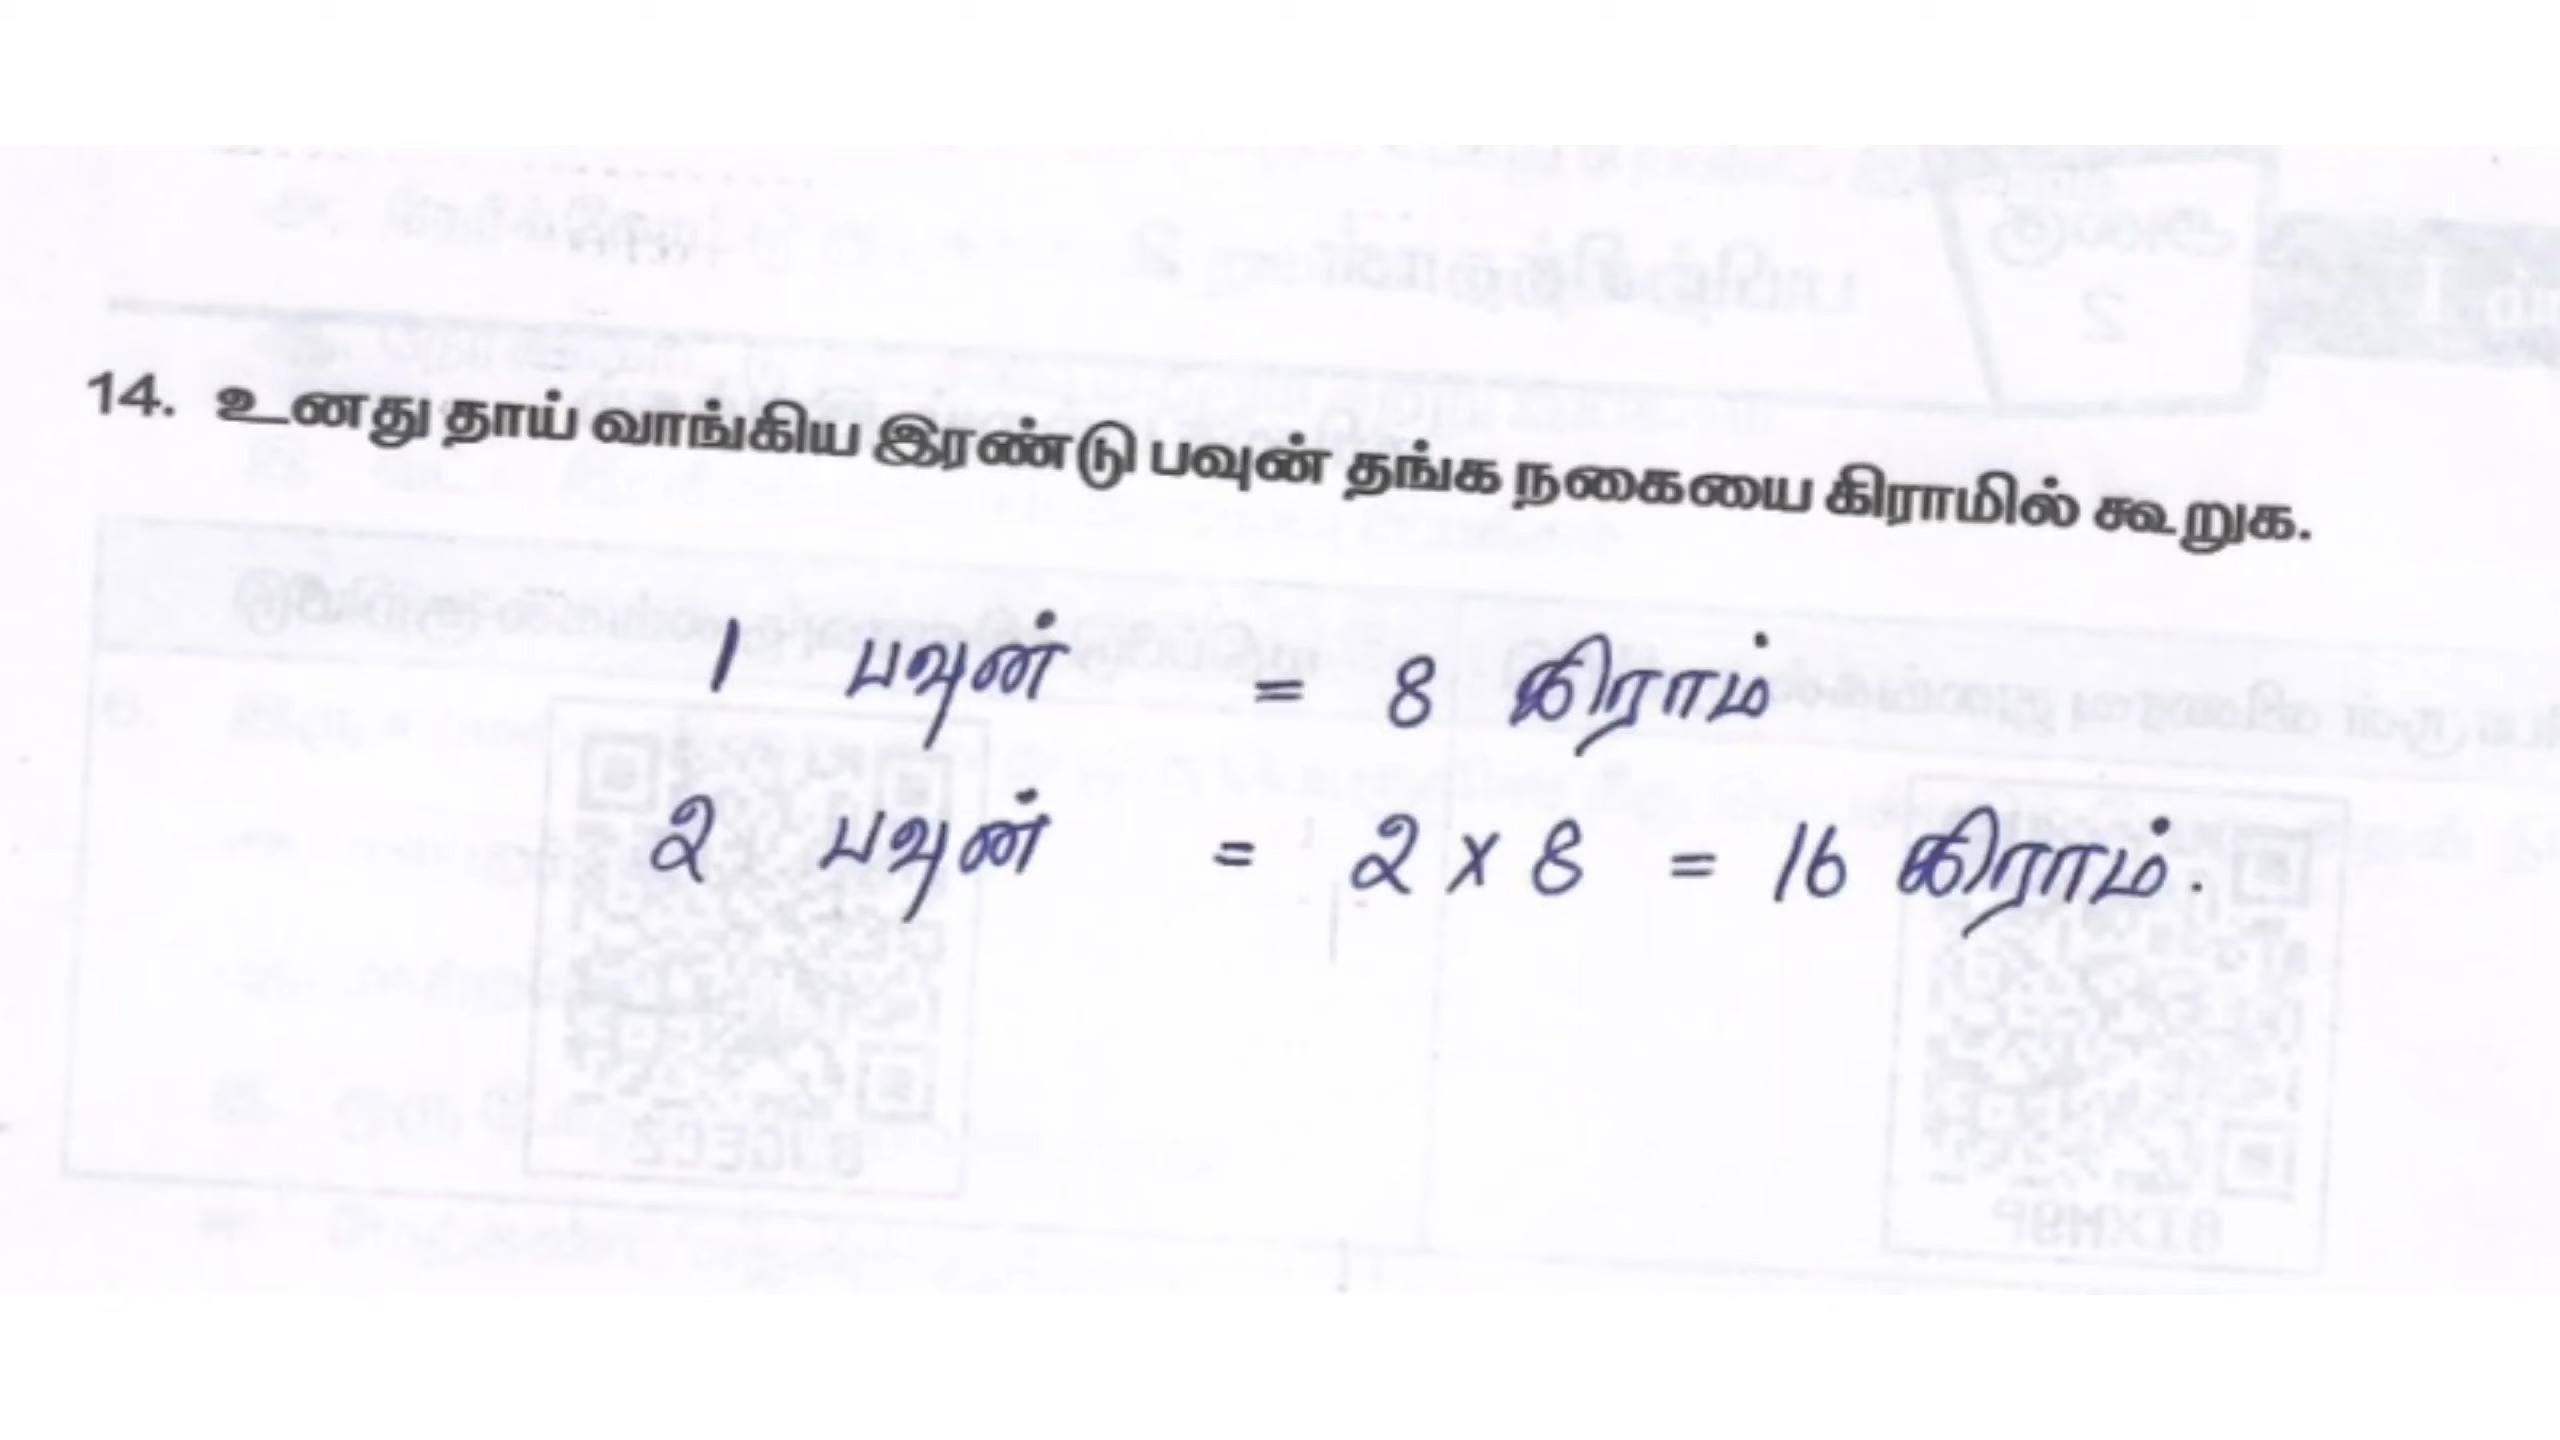 14. உனது தாய் வாங்கிய இரண்டு பவுன் தங்க நகையை கிராமில் கூறுக.
1 பவுன் = 8 கிராம்
2 பவுன் = 2 x 8 = 16 கிராம்.